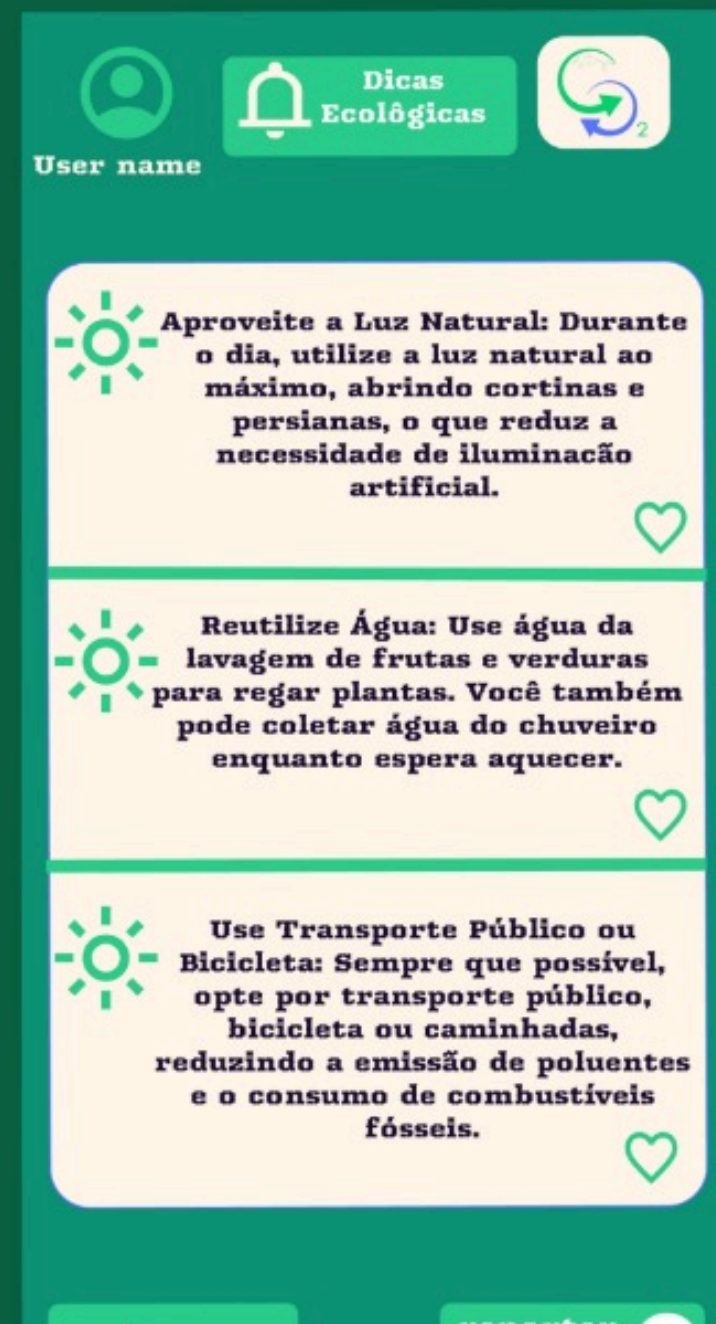 User name
Dicas
Ecolôgicas
2
Aproveite a Luz Natural: Durante
o dia, utilize a luz natural ao
máximo, abrindo cortinas e
persianas, o que reduz a
necessidade de iluminacão
artificial.
Reutilize Água: Use água da
lavagem de frutas e verduras
para regar plantas. Você também
pode coletar água do chuveiro
enquanto espera aquecer.
Use Transporte Público ou
Bicicleta: Sempre que possível,
opte por transporte público,
bicicleta ou caminhadas,
reduzindo a emissão de poluentes
e o consumo de combustíveis
fósseis.